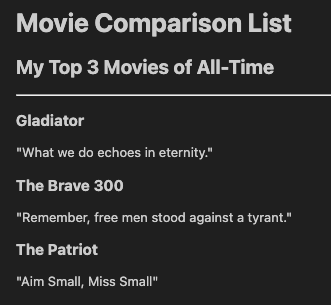 Movie Comparison List
My Top 3 Movies of All-Time
Gladiator
"What we do echoes in eternity."
The Brave 300
"Remember, free men stood against a tyrant."
The Patriot
"Aim Small, Miss Small"